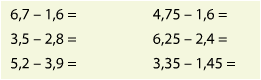 6,7 – 1,6 = 4,75 – 1,6 =
3,5 – 2,8 = 6,25 – 2,4 =
5,2 – 3,9 = 3,35 – 1,45 =